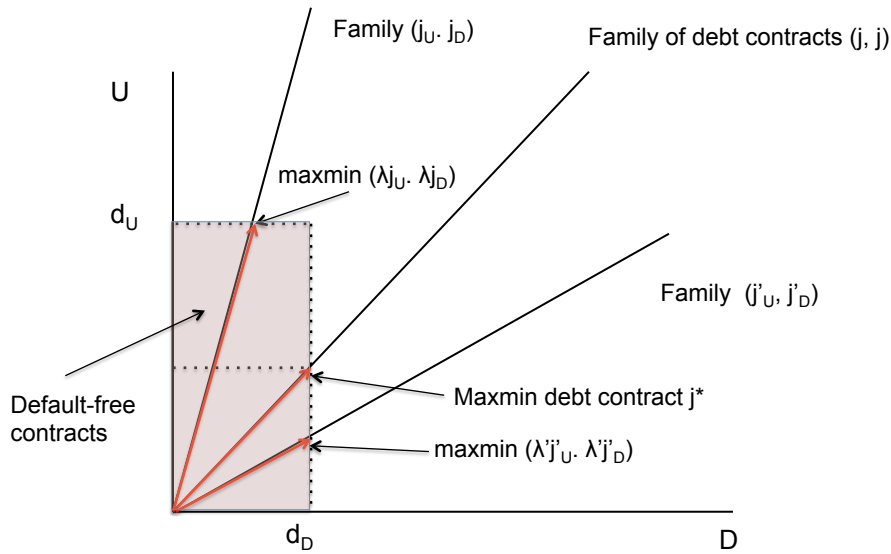 Family (jU. jD)
Family of debt contracts (j, j)
U
maxmin (λjU. λjD)
dU
Family (j'U, j'D)
Default-free
contracts
Maxmin debt contract j*
maxmin (λ'j'U. λ'j'D)
dD
D